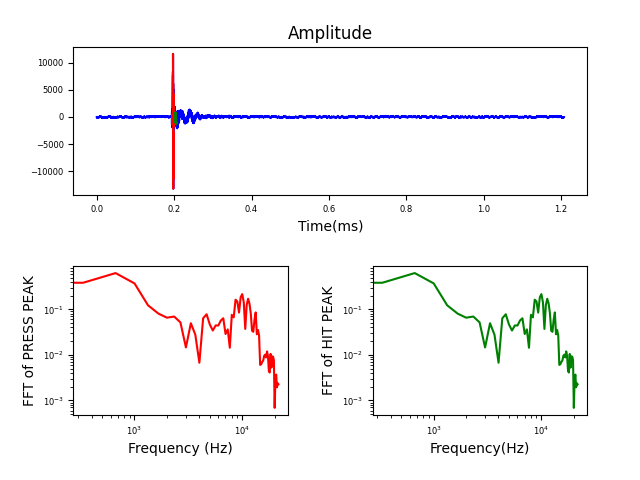 Amplitude
10000
5000
0
−5000
−10000
0.0 0.2 0.4 0.6 0.8 1.0 1.2
Time(ms)
FFT of PRESS PEAK
10⁻¹
10⁻²
10⁻³
10³ 10⁴
Frequency (Hz)
FFT of HIT PEAK
10⁻¹
10⁻²
10⁻³
10³ 10⁴
Frequency(Hz)